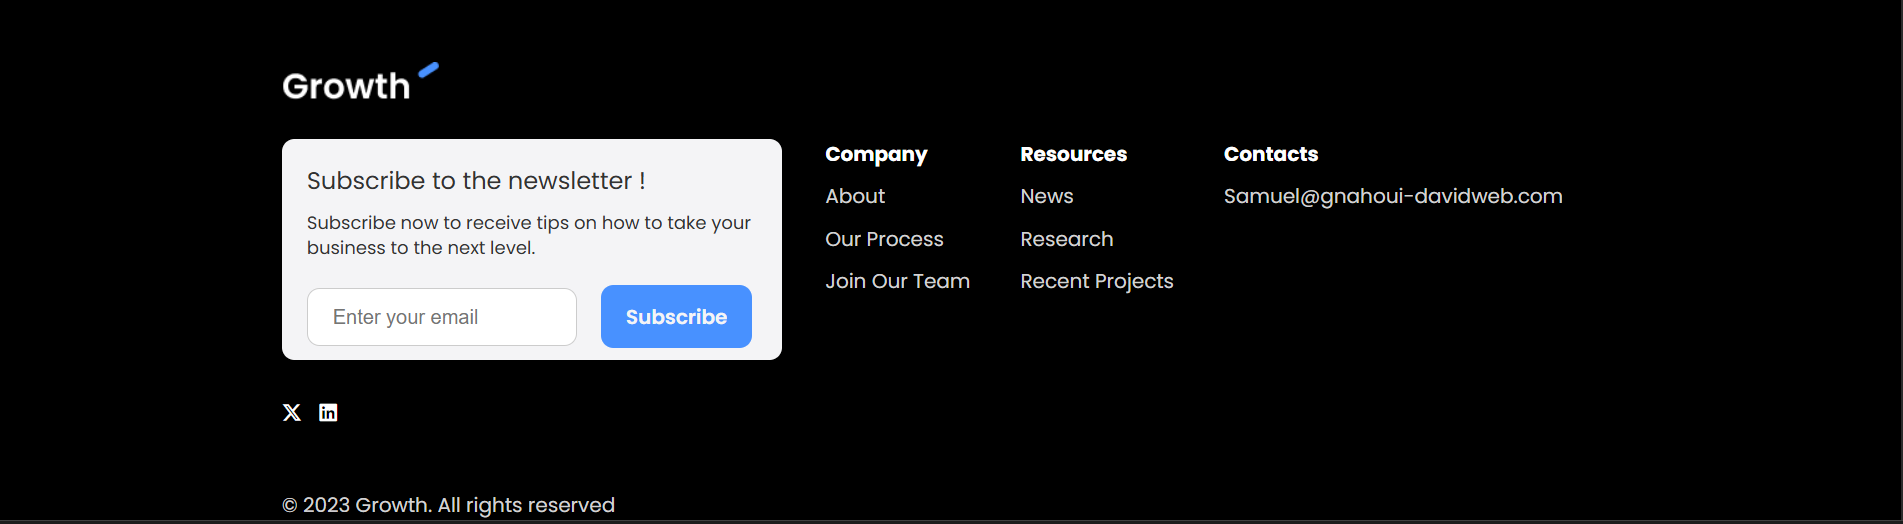 Growth
Subscribe to the newsletter !
Subscribe now to receive tips on how to take your
business to the next level.
Enter your email
Subscribe
Company
About
Our Process
Join Our Team
Resources
News
Research
Recent Projects
Contacts
Samuel@gnahoui-davidweb.com
X
in
© 2023 Growth. All rights reserved